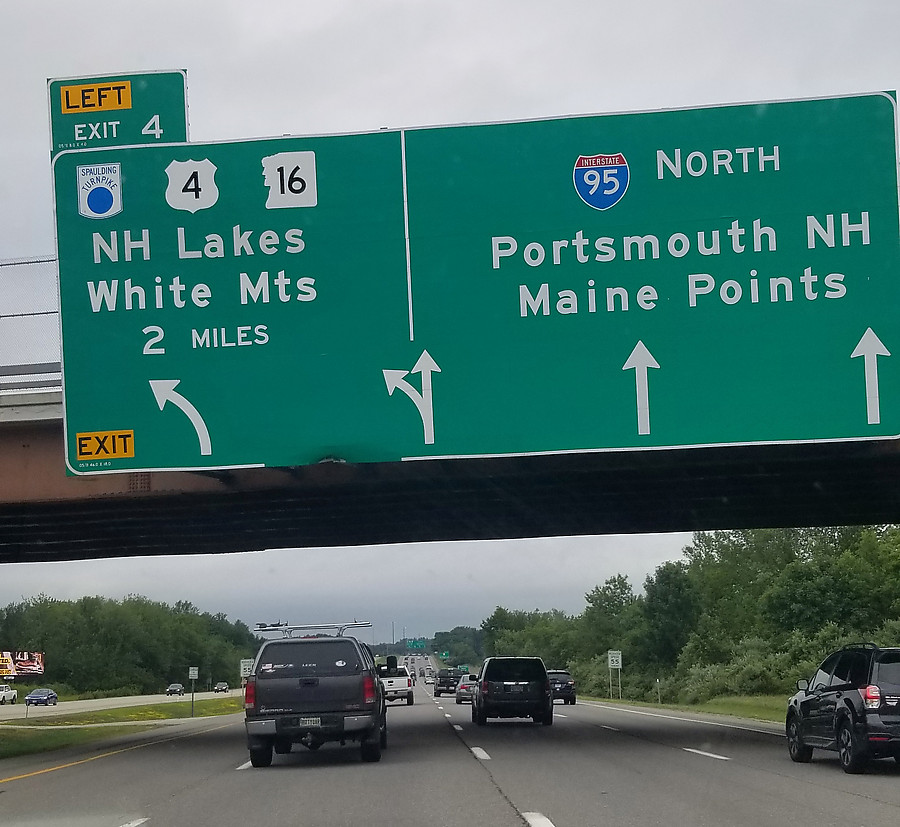 LEFT
EXIT 4
SPAULDING
TURNPIKE
4
16
NH Lakes
White Mts
2 MILES
EXIT
INTERSTATE
95
NORTH
Portsmouth NH
Maine Points
55